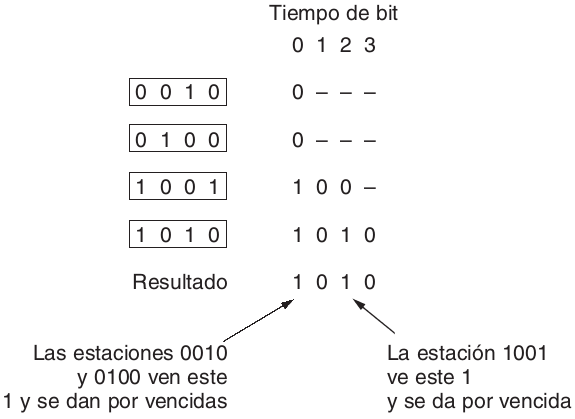 Tiempo de bit
0 1 2 3
0 0 1 0 0 – – –
0 1 0 0 0 – – –
1 0 0 1 1 0 0 –
1 0 1 0 1 0 1 0
Resultado 1 0 1 0
Las estaciones 0010
y 0100 ven este
1 y se dan por vencidas
La estación 1001
ve este 1
y se da por vencida